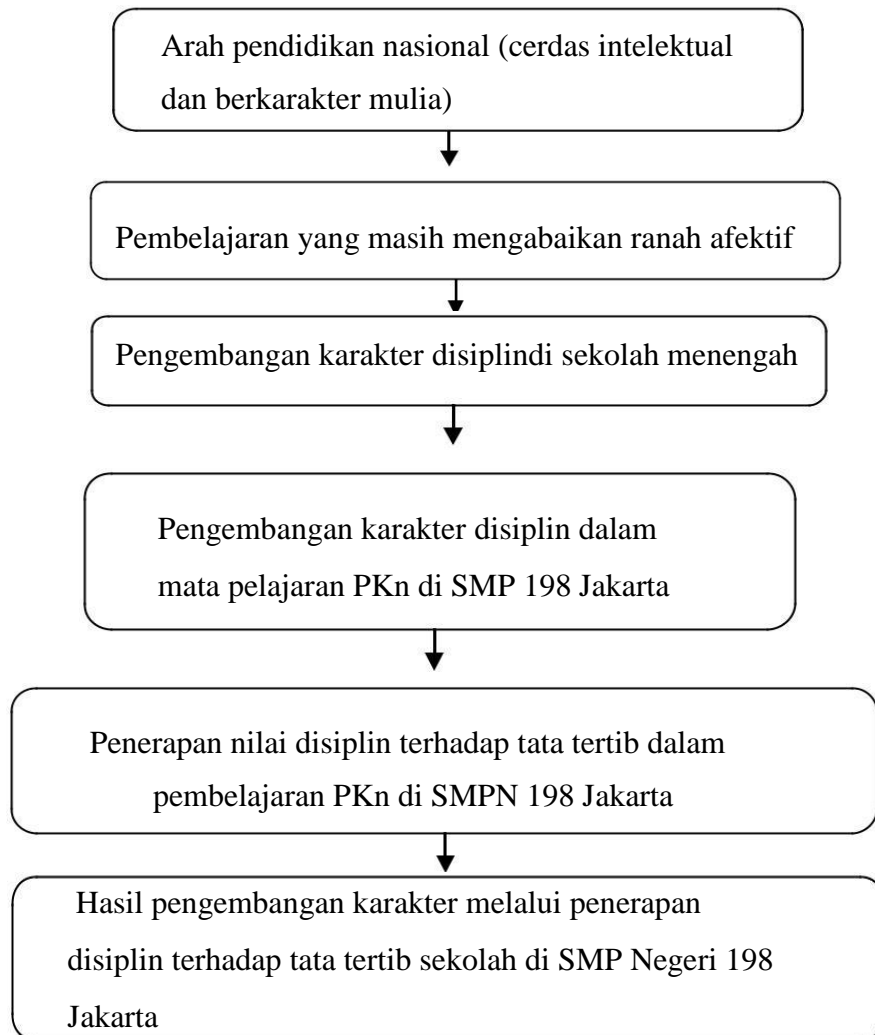 Arah pendidikan nasional (cerdas intelektual
dan berkarakter mulia)
Pembelajaran yang masih mengabaikan ranah afektif
Pengembangan karakter disiplindi sekolah menengah
Pengembangan karakter disiplin dalam
mata pelajaran PKn di SMP 198 Jakarta
Penerapan nilai disiplin terhadap tata tertib dalam
pembelajaran PKn di SMPN 198 Jakarta
Hasil pengembangan karakter melalui penerapan
disiplin terhadap tata tertib sekolah di SMP Negeri 198
Jakarta